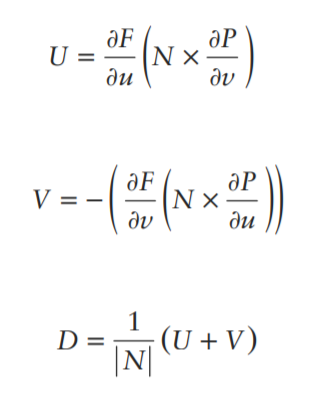 U = ∂F/∂u (N × ∂P/∂v)
V = −(∂F/∂v (N × ∂P/∂u))
D = 1/|N| (U + V)